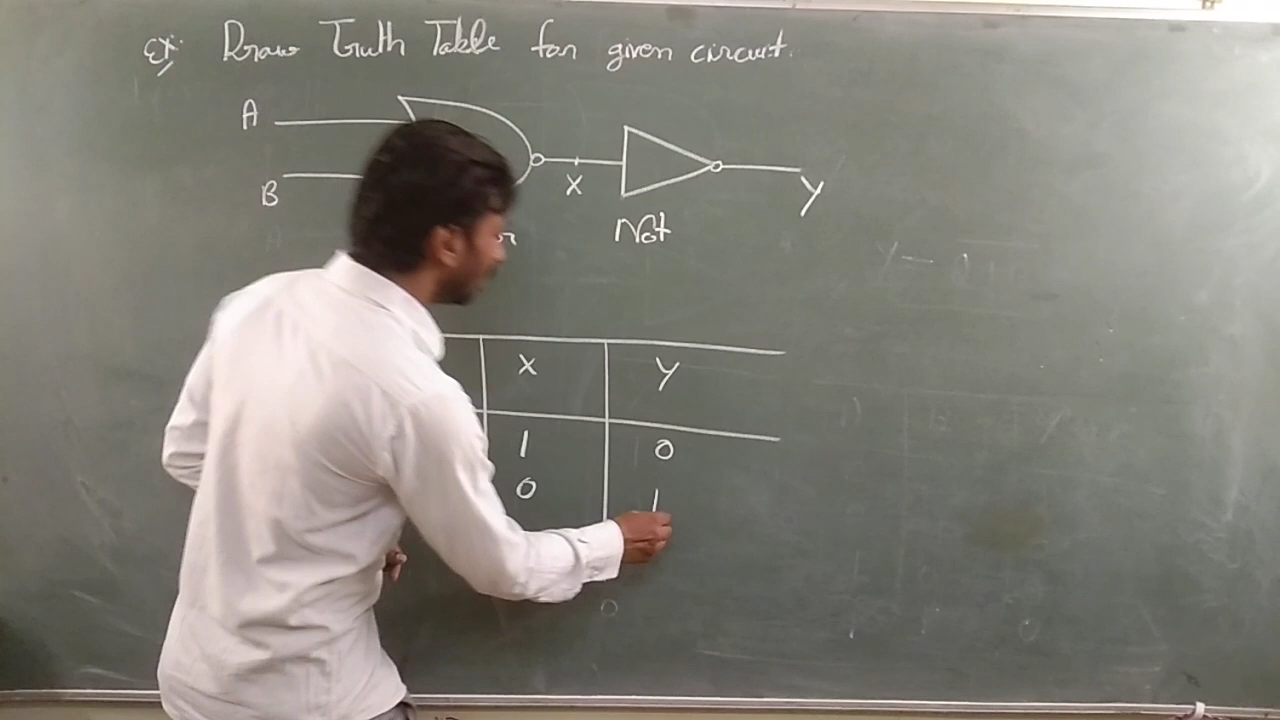 Ex: Draw Truth Table for given circuit.
A
B
X
Y
Not
X Y
1 0
0 1